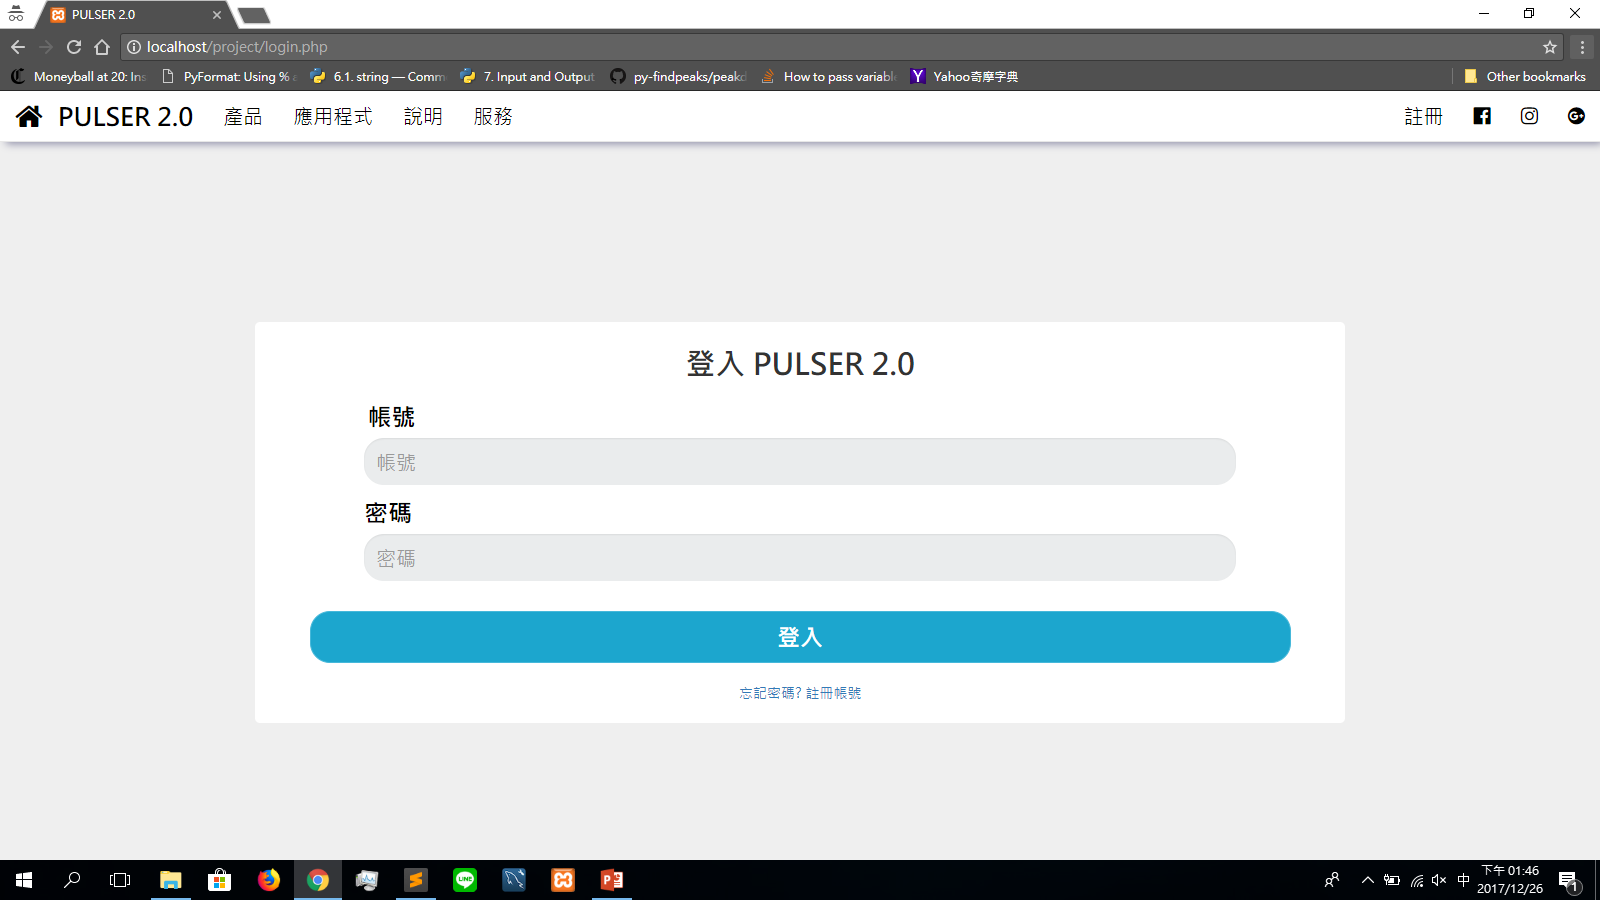 PULSER 2.0
localhost/project/login.php
Moneyball at 20: Ins
PyFormat: Using %
6.1. string — Comm
7. Input and Output
py-findpeaks/peakd
How to pass variabl
Yahoo奇摩字典
Other bookmarks
PULSER 2.0 產品 應用程式 說明 服務 註冊
登入 PULSER 2.0
帳號
帳號
密碼
密碼
登入
忘記密碼? 註冊帳號
LINE
中
下午 01:46
2017/12/26
1